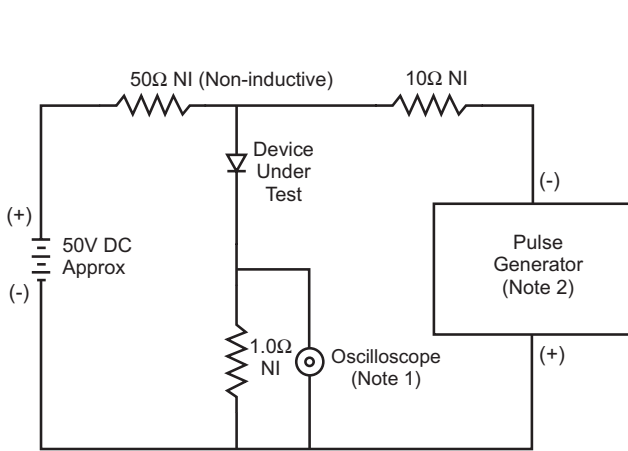 50Ω NI (Non-inductive)
10Ω NI
Device
Under
Test
(-)
(+)
50V DC
Approx
(-)
Pulse
Generator
(Note 2)
1.0Ω
NI
Oscilloscope
(Note 1)
(+)